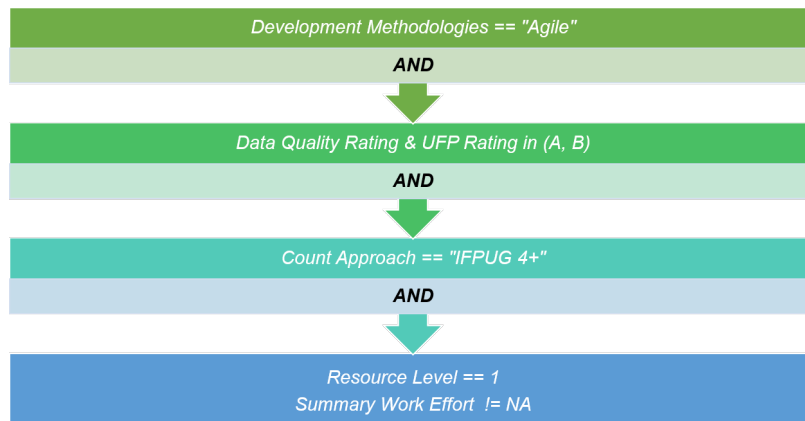 Development Methodologies == "Agile"
AND
Data Quality Rating & UFP Rating in (A, B)
AND
Count Approach == "IFPUG 4+"
AND
Resource Level == 1
Summary Work Effort != NA